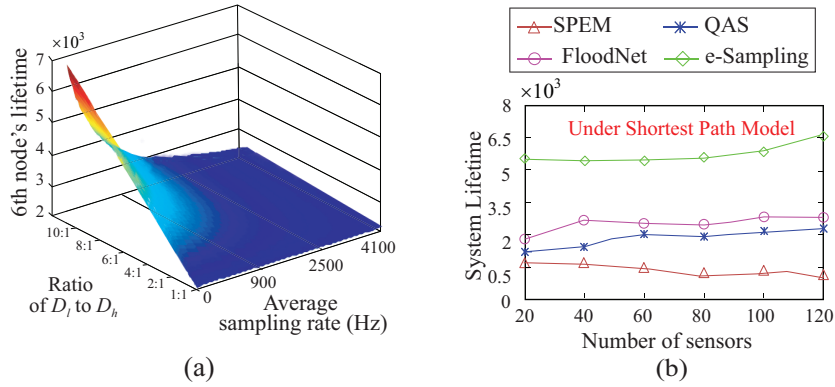 (a)
×10³
6th node's lifetime
7
6
5
4
3
2
10:1
8:1
6:1
4:1
2:1
1:1
Ratio
of Dₗ to Dₕ
0
900
2500
4100
Average
sampling rate (Hz)
(a)
SPEM
QAS
FloodNet
e-Sampling
×10³
Under Shortest Path Model
System Lifetime
8
6.5
5
3.5
2
0.5
0
20
40
60
80
100
120
Number of sensors
(b)